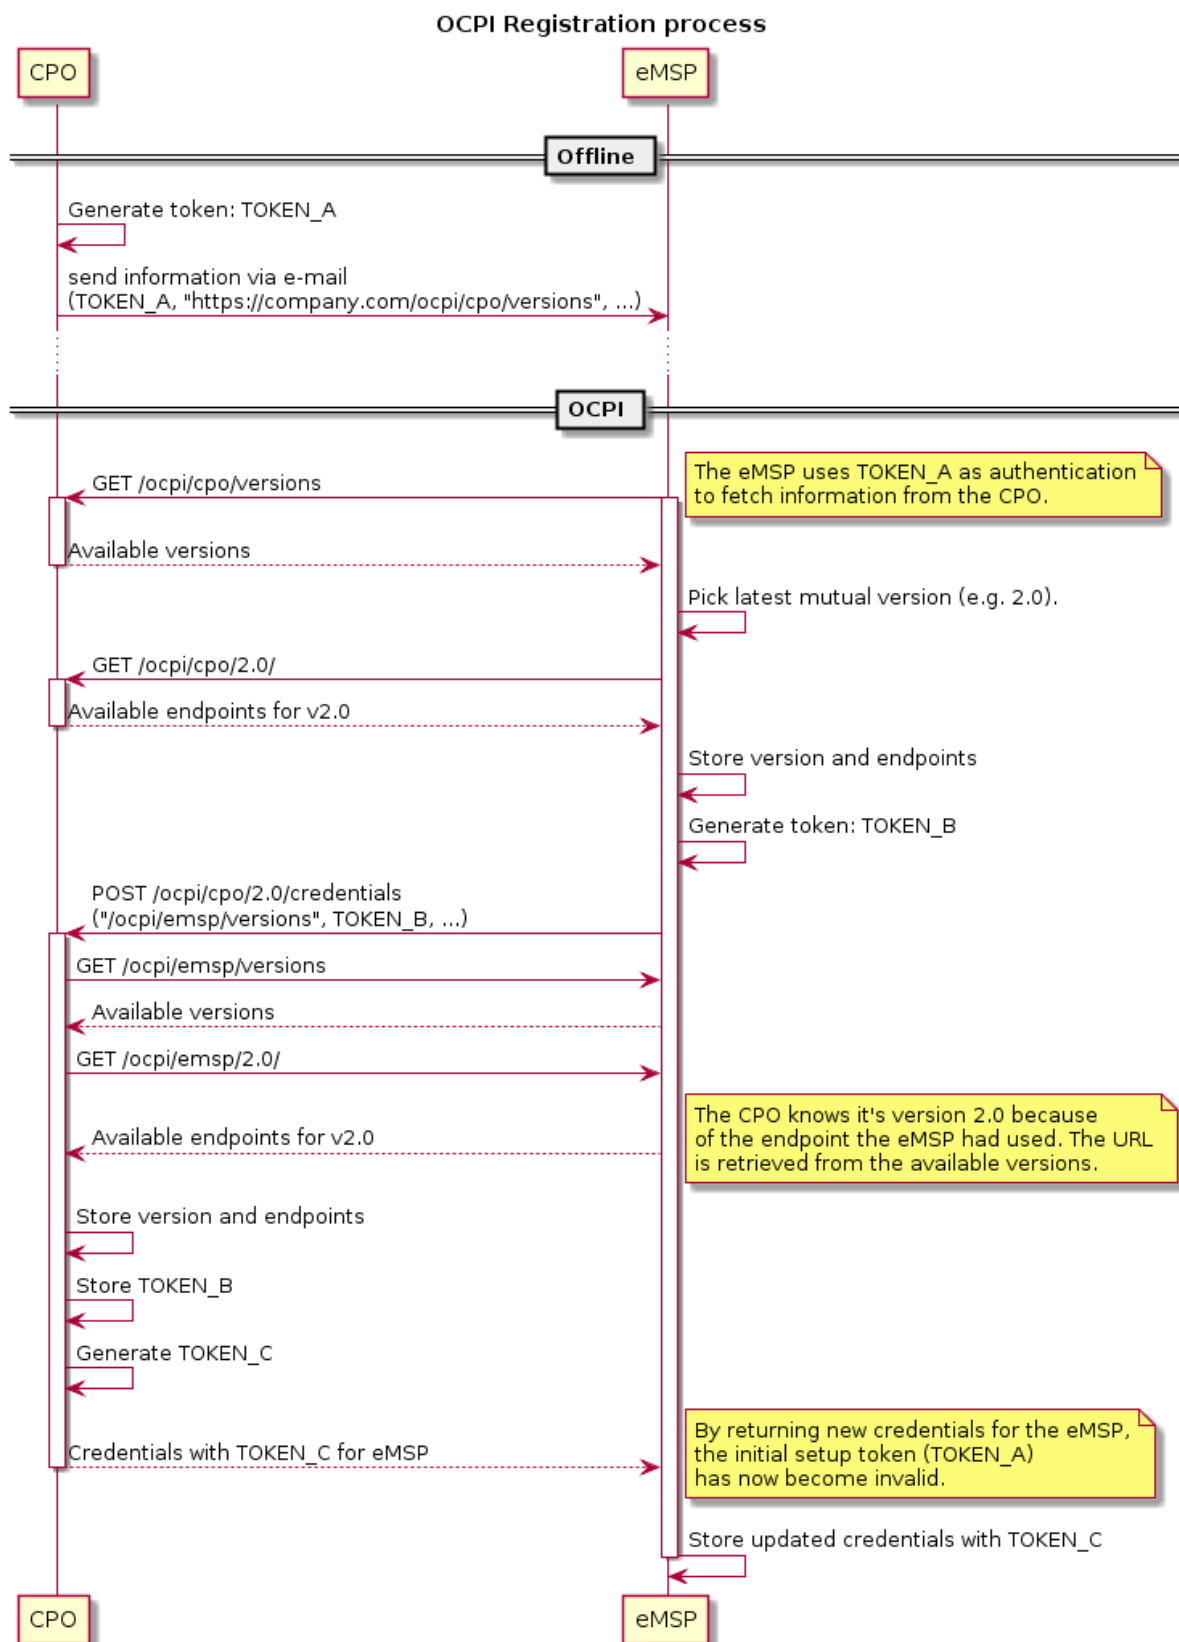 OCPI Registration process
CPO
eMSP
Offline
Generate token: TOKEN_A
send information via e-mail
(TOKEN_A, "https://company.com/ocpi/cpo/versions", ...)
OCPI
The eMSP uses TOKEN_A as authentication
to fetch information from the CPO.
GET /ocpi/cpo/versions
Available versions
Pick latest mutual version (e.g. 2.0).
GET /ocpi/cpo/2.0/
Available endpoints for v2.0
Store version and endpoints
Generate token: TOKEN_B
POST /ocpi/cpo/2.0/credentials
("/ocpi/emsp/versions", TOKEN_B, ...)
GET /ocpi/emsp/versions
Available versions
GET /ocpi/emsp/2.0/
The CPO knows it's version 2.0 because
of the endpoint the eMSP had used. The URL
is retrieved from the available versions.
Available endpoints for v2.0
Store version and endpoints
Store TOKEN_B
Generate TOKEN_C
By returning new credentials for the eMSP,
the initial setup token (TOKEN_A)
has now become invalid.
Credentials with TOKEN_C for eMSP
Store updated credentials with TOKEN_C
CPO
eMSP